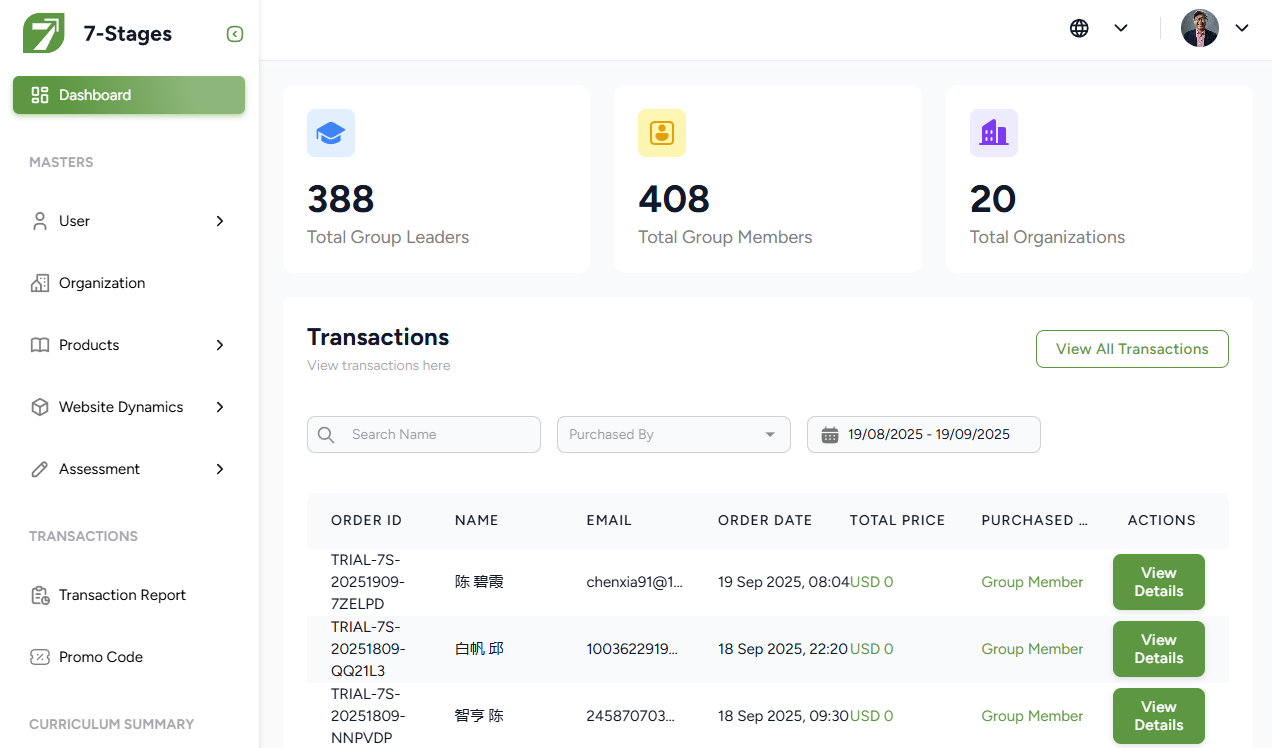 7-Stages
Dashboard
MASTERS
User
Organization
Products
Website Dynamics
Assessment
TRANSACTIONS
Transaction Report
Promo Code
CURRICULUM SUMMARY
388
Total Group Leaders
408
Total Group Members
20
Total Organizations
Transactions
View transactions here
View All Transactions
Search Name
Purchased By
19/08/2025 - 19/09/2025
ORDER ID NAME EMAIL ORDER DATE TOTAL PRICE PURCHASED ... ACTIONS
TRIAL-7S-
20251909-
7ZELPD
陈 碧霞
chenxia91@1...
19 Sep 2025, 08:04
USD 0
Group Member
View
Details
TRIAL-7S-
20251809-
QQ21L3
白帆 邱
1003622919...
18 Sep 2025, 22:20
USD 0
Group Member
View
Details
TRIAL-7S-
20251809-
NNPVDP
智亨 陈
245870703...
18 Sep 2025, 09:30
USD 0
Group Member
View
Details